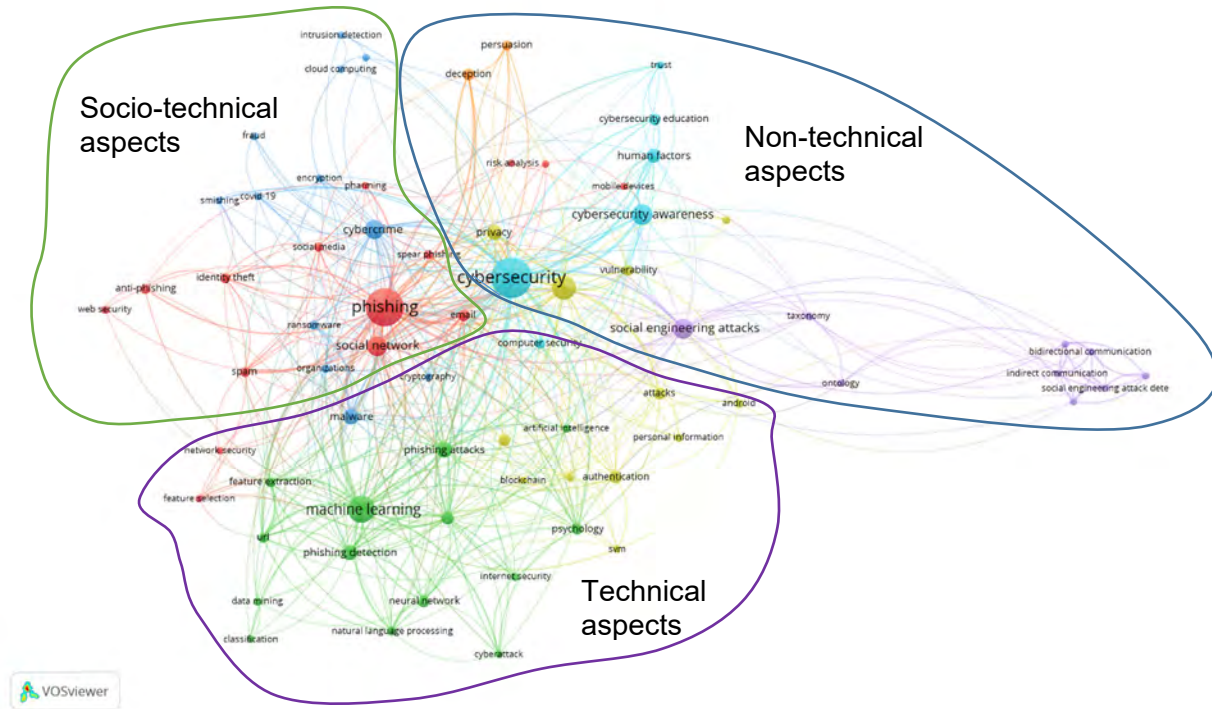 intrusion detection
persuasion
cloud computing
deception
trust
Socio-technical
aspects
Non-technical
aspects
cybersecurity education
fraud
human factors
risk analysis
encryption
pharming
mobile devices
smishing
covid-19
cybersecurity awareness
cybercrime
privacy
social media
spear phishing
vulnerability
identity theft
cybersecurity
anti-phishing
web security
phishing
email
taxonomy
ransomware
social engineering attacks
social network
computer security
bidirectional communication
spam
organizations
cryptography
indirect communication
ontology
social engineering attack dete
attacks
android
malware
artificial intelligence
personal information
network security
phishing attacks
feature extraction
blockchain
authentication
feature selection
machine learning
psychology
url
phishing detection
svm
internet security
Technical
aspects
data mining
neural network
classification
natural language processing
cyberattack
VOSviewer